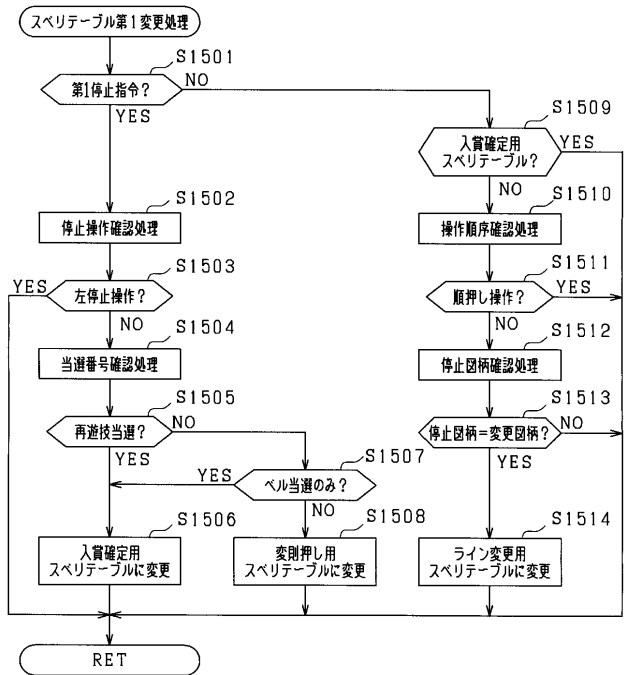 スベリテーブル第1変更処理
S1501
第1停止指令?
NO
YES
S1509
入賞確定用
スベリテーブル?
YES
NO
S1502
停止操作確認処理
S1510
操作順序確認処理
S1503
左停止操作?
YES
NO
S1511
順押し操作?
YES
NO
S1504
当選番号確認処理
S1512
停止図柄確認処理
S1505
再遊技当選?
NO
YES
S1513
停止図柄=変更図柄?
NO
YES
S1507
ベル当選のみ?
YES
NO
S1506
入賞確定用
スベリテーブルに変更
S1508
変則押し用
スベリテーブルに変更
S1514
ライン変更用
スベリテーブルに変更
RET